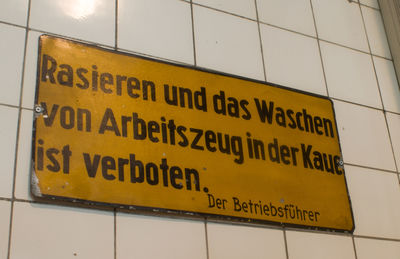 Rasieren und das Waschen
von Arbeitszeug in der Kaue
ist verboten.
Der Betriebsführer